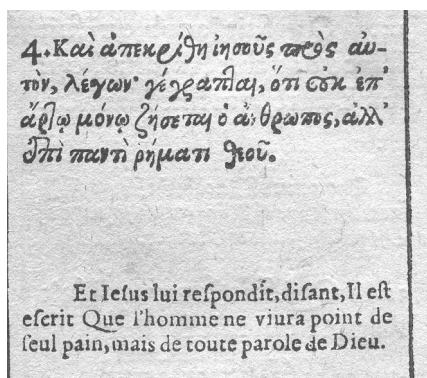 4. Καὶ ἀπεκρίθη ἰησοῦς πρὸς αὐ-
τὸν, λέγων· γέγραπται, ὅτι οὐκ ἐπ'
ἄρτῳ μόνῳ ζήσεται ὁ ἄνθρωπος, ἀλλ'
ἐπὶ παντὶ ῥήματι θεοῦ.
Et Iesus lui respondit, disant, Il est
escrit Que l'homme ne viura point de
seul pain, mais de toute parole de Dieu.